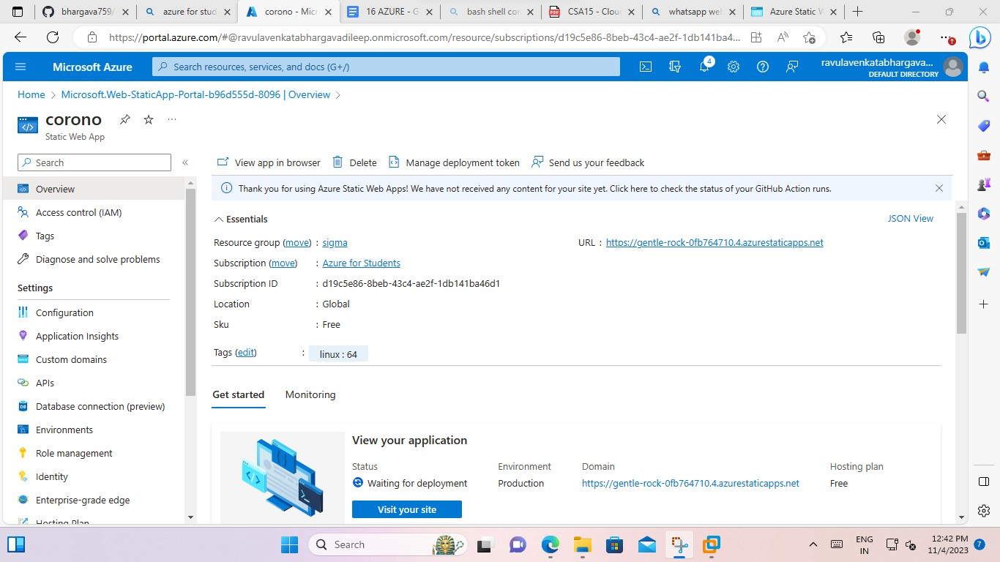 bhargava759/
azure for stud
corono - Micr
16 AZURE - G
bash shell cor
CSA15 - Clou
whatsapp web
Azure Static W
https://portal.azure.com/#@ravulavenkatabhargavadileep.onmicrosoft.com/resource/subscriptions/d19c5e86-8beb-43c4-ae2f-1db141ba4...
Microsoft Azure
Search resources, services, and docs (G+/)
4
ravulavenkatabhargava...
DEFAULT DIRECTORY
Home > Microsoft.Web-StaticApp-Portal-b96d555d-8096 | Overview >
corono
Static Web App
Search
View app in browser
Delete
Manage deployment token
Send us your feedback
Overview
Access control (IAM)
Tags
Diagnose and solve problems
Settings
Configuration
Application Insights
Custom domains
APIs
Database connection (preview)
Environments
Role management
Identity
Enterprise-grade edge
Hosting Plan
Thank you for using Azure Static Web Apps! We have not received any content for your site yet. Click here to check the status of your GitHub Action runs.
Essentials
JSON View
Resource group (move) : sigma
URL : https://gentle-rock-0fb764710.4.azurestaticapps.net
Subscription (move) : Azure for Students
Subscription ID : d19c5e86-8beb-43c4-ae2f-1db141ba46d1
Location : Global
Sku : Free
Tags (edit) : linux : 64
Get started
Monitoring
View your application
Status
Waiting for deployment
Environment
Production
Domain
https://gentle-rock-0fb764710.4.azurestaticapps.net
Hosting plan
Free
Visit your site
Search
ENG
IN
12:42 PM
11/4/2023
7